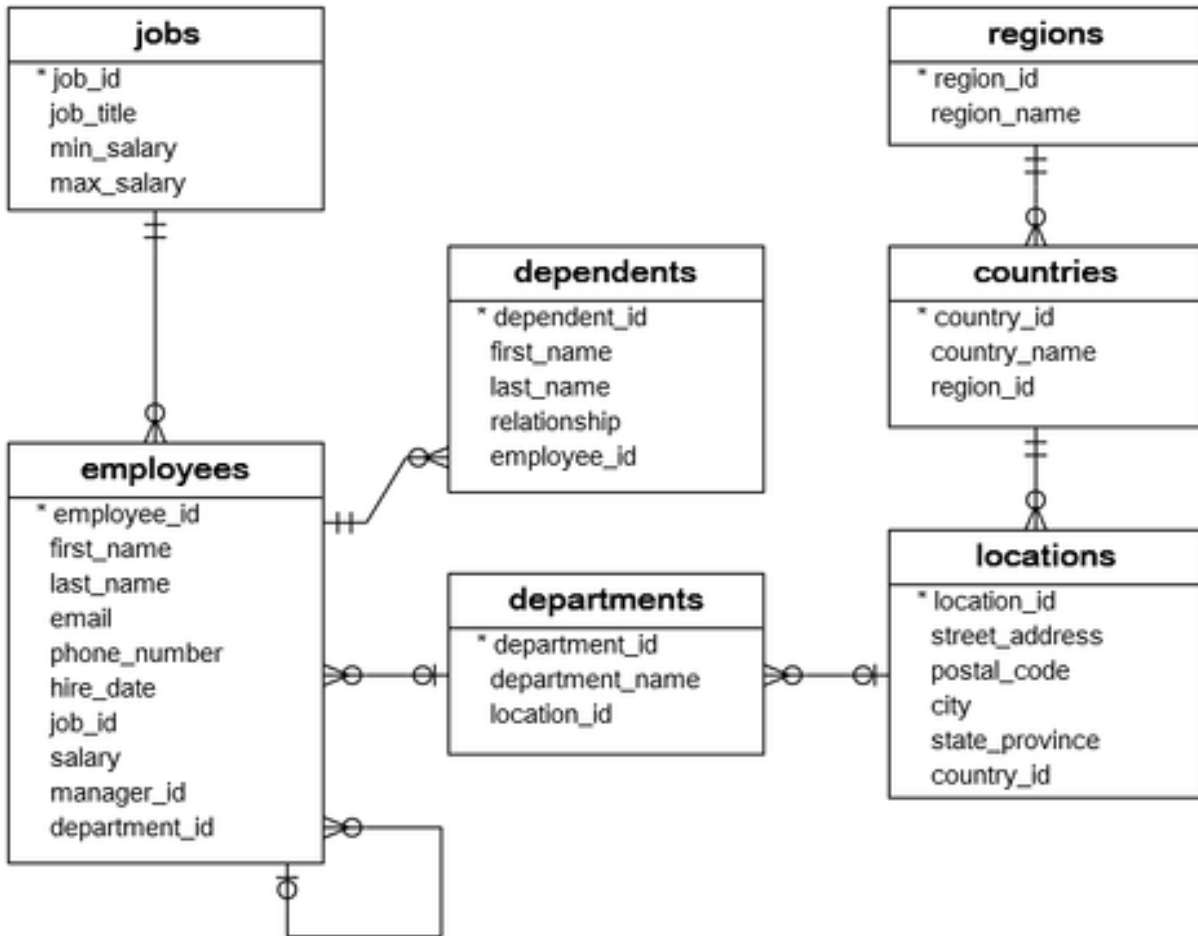 jobs
* job_id
job_title
min_salary
max_salary
regions
* region_id
region_name
dependents
* dependent_id
first_name
last_name
relationship
employee_id
countries
* country_id
country_name
region_id
employees
* employee_id
first_name
last_name
email
phone_number
hire_date
job_id
salary
manager_id
department_id
departments
* department_id
department_name
location_id
locations
* location_id
street_address
postal_code
city
state_province
country_id